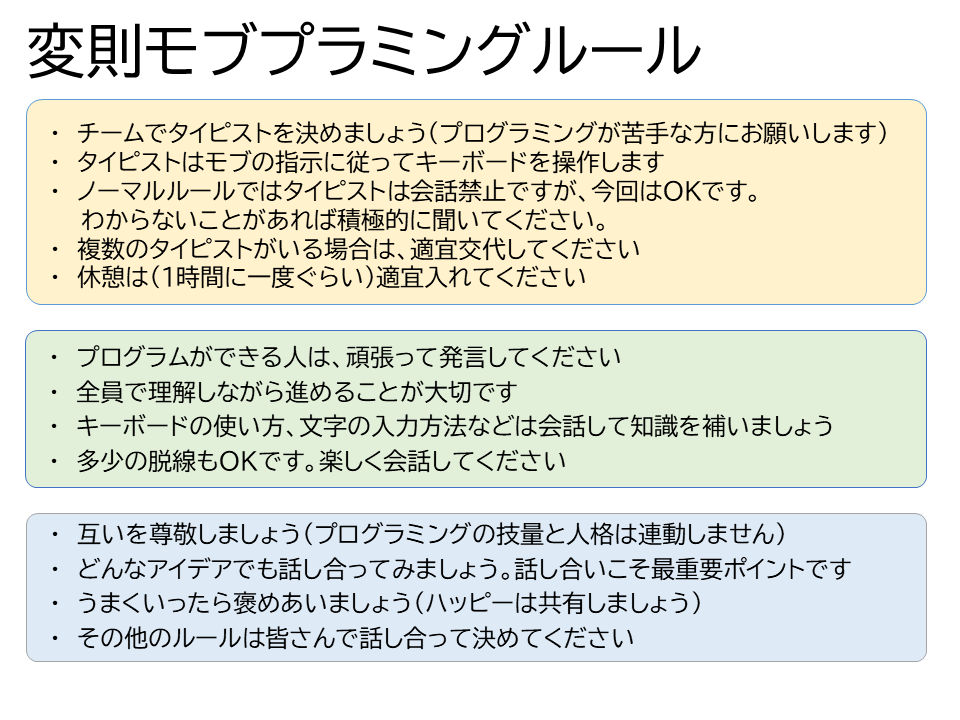 変則モブプラミングルール
・ チームでタイピストを決めましょう(プログラミングが苦手な方にお願いします)
・ タイピストはモブの指示に従ってキーボードを操作します
・ ノーマルルールではタイピストは会話禁止ですが、今回はOKです。
わからないことがあれば積極的に聞いてください。
・ 複数のタイピストがいる場合は、適宜交代してください
・ 休憩は(1時間に一度ぐらい)適宜入れてください
・ プログラムができる人は、頑張って発言してください
・ 全員で理解しながら進めることが大切です
・ キーボードの使い方、文字の入力方法などは会話して知識を補いましょう
・ 多少の脱線もOKです。楽しく会話してください
・ 互いを尊敬しましょう(プログラミングの技量と人格は連動しません)
・ どんなアイデアでも話し合ってみましょう。話し合いこそ最重要ポイントです
・ うまくいったら褒めあいましょう(ハッピーは共有しましょう)
・ その他のルールは皆さんで話し合って決めてください